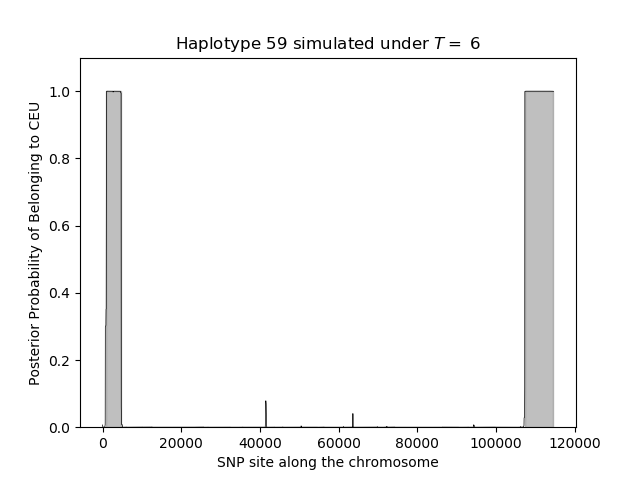 Haplotype 59 simulated under T = 6
Posterior Probability of Belonging to CEU
1.0
0.8
0.6
0.4
0.2
0.0
0 20000 40000 60000 80000 100000 120000
SNP site along the chromosome